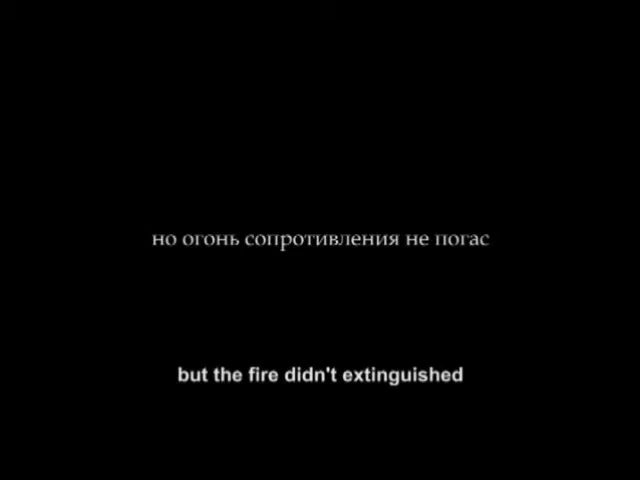 но огонь сопротивления не погас
but the fire didn't extinguished